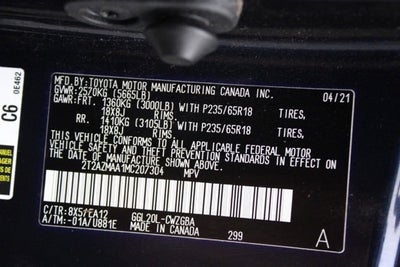 MFD.BY:TOYOTA MOTOR MANUFACTURING CANADA INC. 04/21
GVWR:2570KG (5665LB)
GAWR:FRT. 1360KG (3000LB) WITH P235/65R18 TIRES,
18X8J RIMS,
RR. 1410KG (3105LB) WITH P235/65R18 TIRES,
18X8J RIMS,
THIS VEHICLE CONFORMS TO ALL APPLICABLE FEDERAL MOTOR
VEHICLE SAFETY AND THEFT PREVENTION STANDARDS IN EFFECT ON
THE DATE OF MANUFACTURE SHOWN ABOVE.
2T2AZMAA1MC207304 MPV
C/TR:8X5/EA12 GGL20L-CWZGBA
A/TM:-01A/U881E 299 A
C6
0E462